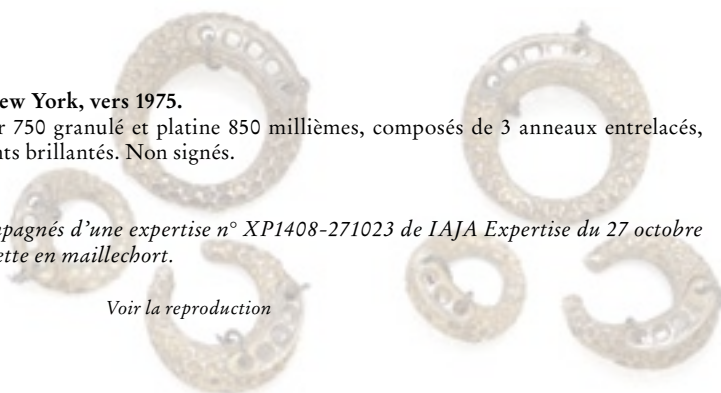 ew York, vers 1975.
r 750 granulé et platine 850 millièmes, composés de 3 anneaux entrelacés,
nts brillantés. Non signés.
pagnés d'une expertise n° XP1408-271023 de IAJA Expertise du 27 octobre
ette en maillechort.
Voir la reproduction